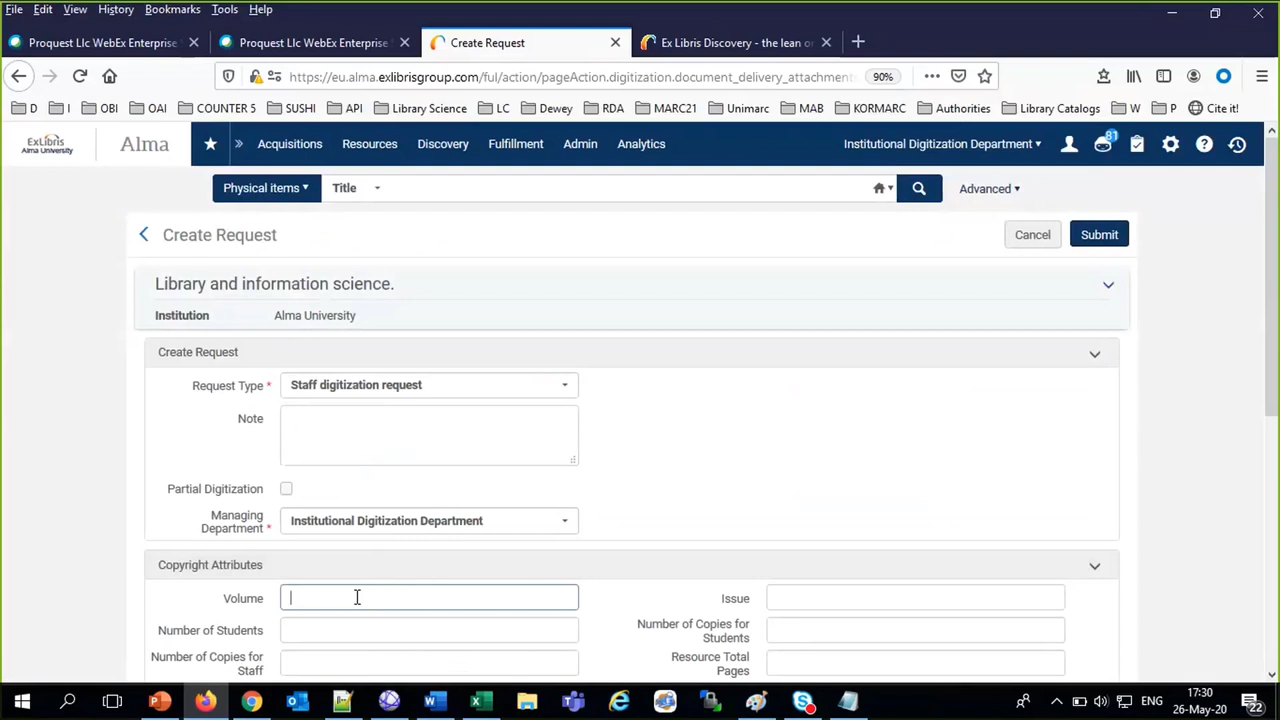 File Edit View History Bookmarks Tools Help
Proquest Llc WebEx Enterprise
Proquest Llc WebEx Enterprise
Create Request
Ex Libris Discovery - the lean or
https://eu.alma.exlibrisgroup.com/ful/action/pageAction.digitization.document_delivery_attachments
90%
D I OBI OAI COUNTER 5 SUSHI API Library Science LC Dewey RDA MARC21 Unimarc MAB KORMARC Authorities Library Catalogs W P Cite it!
ExLibris
Alma University
Alma
Acquisitions Resources Discovery Fulfillment Admin Analytics
Institutional Digitization Department
81
Physical items Title Advanced
Create Request Cancel Submit
Library and information science.
Institution Alma University
Create Request
Request Type * Staff digitization request
Note
Partial Digitization
Managing
Department * Institutional Digitization Department
Copyright Attributes
Volume Issue
Number of Students Number of Copies for
Students
Number of Copies for
Staff
Resource Total
Pages
ENG
17:30
26-May-20
22